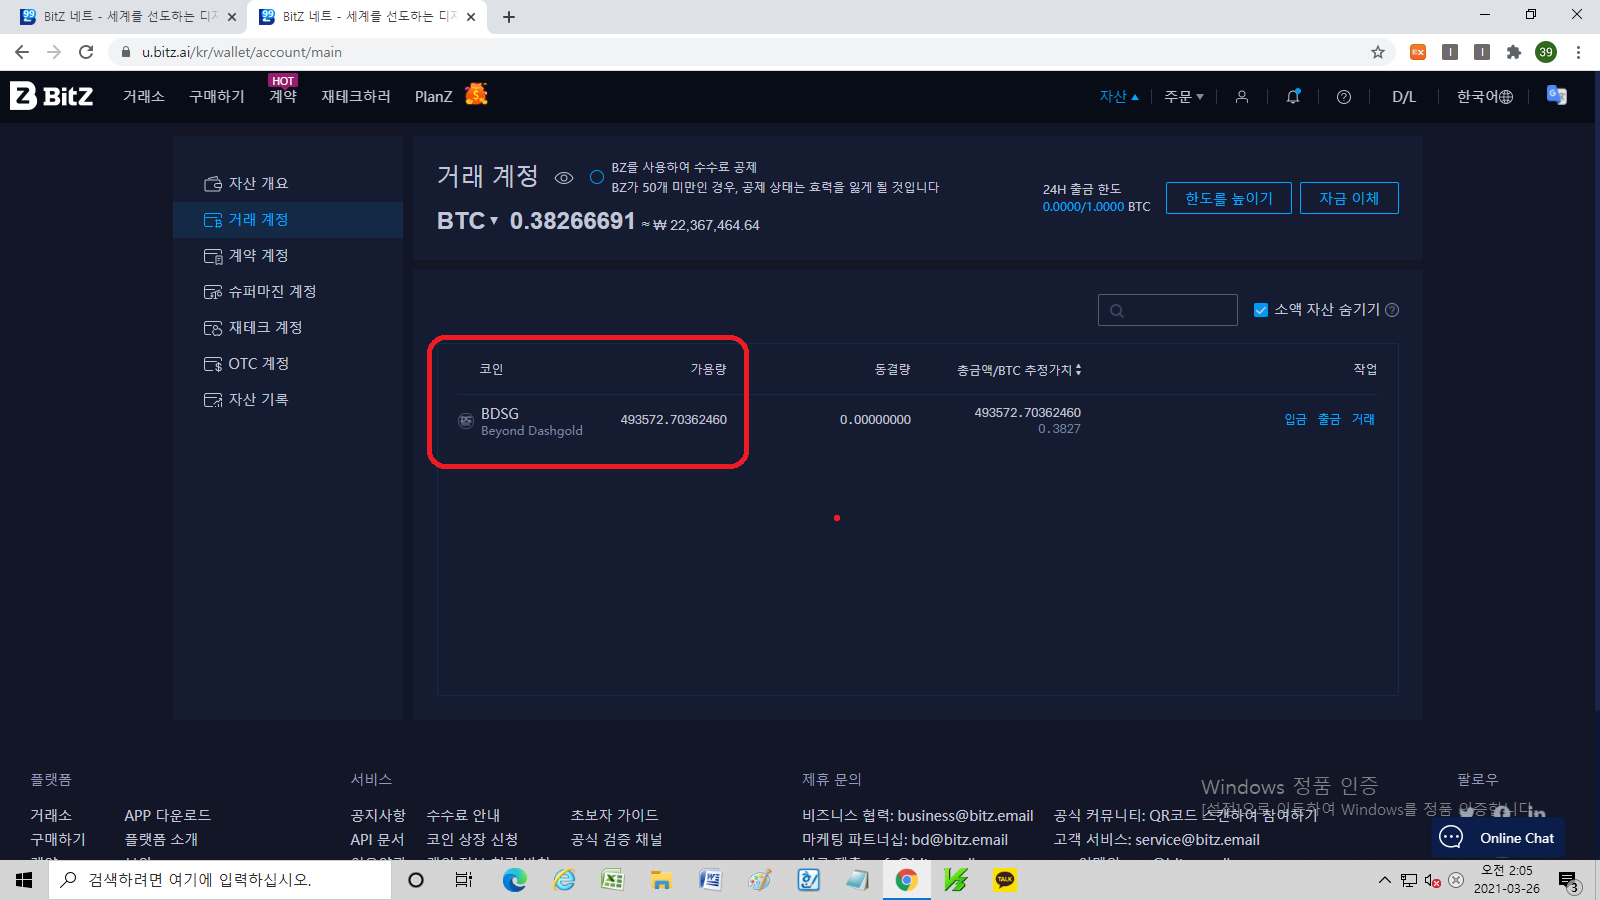 BitZ 네트 - 세계를 선도하는 디지
BitZ 네트 - 세계를 선도하는 디지
u.bitz.ai/kr/wallet/account/main
39
BitZ
거래소
구매하기
HOT
계약
재테크하러
PlanZ
자산
주문
D/L
한국어
자산 개요
거래 계정
계약 계정
슈퍼마진 계정
재테크 계정
OTC 계정
자산 기록
거래 계정
BZ를 사용하여 수수료 공제
BZ가 50개 미만인 경우, 공제 상태는 효력을 잃게 될 것입니다
BTC 0.38266691 ≈ ₩ 22,367,464.64
24H 출금 한도
0.0000/1.0000 BTC
한도를 높이기
자금 이체
소액 자산 숨기기
코인 가용량 동결량 총금액/BTC 추정가치 작업
BDSG
Beyond Dashgold
493572.70362460
0.00000000
493572.70362460
0.3827
입금 출금 거래
플랫폼
거래소 APP 다운로드
구매하기 플랫폼 소개
서비스
공지사항 수수료 안내 초보자 가이드
API 문서 코인 상장 신청 공식 검증 채널
제휴 문의
비즈니스 협력: business@bitz.email
공식 커뮤니티: QR코드 스캔하여 참여하기
마케팅 파트너십: bd@bitz.email
고객 서비스: service@bitz.email
팔로우
Windows 정품 인증
[설정]으로 이동하여 Windows를 정품 인증합니다.
Online Chat
검색하려면 여기에 입력하십시오.
TALK
오전 2:05
2021-03-26
3